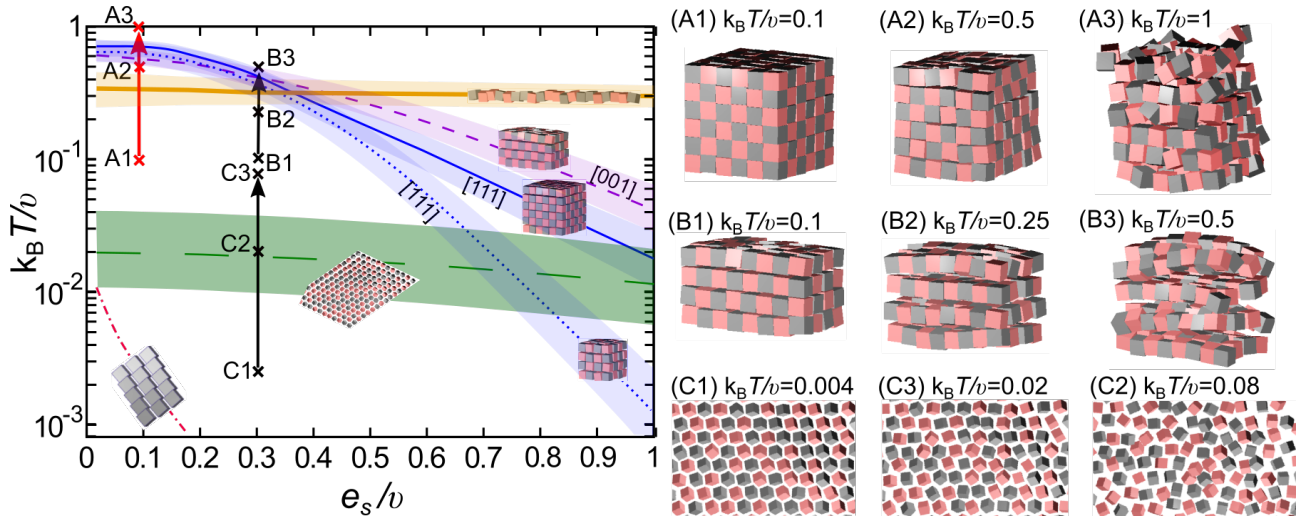 1
10⁻¹
10⁻²
10⁻³
k_B T/υ
0 0.1 0.2 0.3 0.4 0.5 0.6 0.7 0.8 0.9 1
e_s/υ
A3
A2
A1
B3
B2
B1
C3
C2
C1
[111]
[111]
[001]
(A1) k_B T/υ=0.1
(A2) k_B T/υ=0.5
(A3) k_B T/υ=1
(B1) k_B T/υ=0.1
(B2) k_B T/υ=0.25
(B3) k_B T/υ=0.5
(C1) k_B T/υ=0.004
(C3) k_B T/υ=0.02
(C2) k_B T/υ=0.08